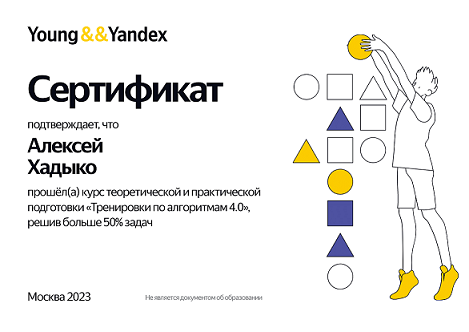 Young&&Yandex
Сертификат
подтверждает, что
Алексей
Хадыко
прошёл(а) курс теоретической и практической
подготовки «Тренировки по алгоритмам 4.0»,
решив больше 50% задач
Москва 2023
Не является документом об образовании